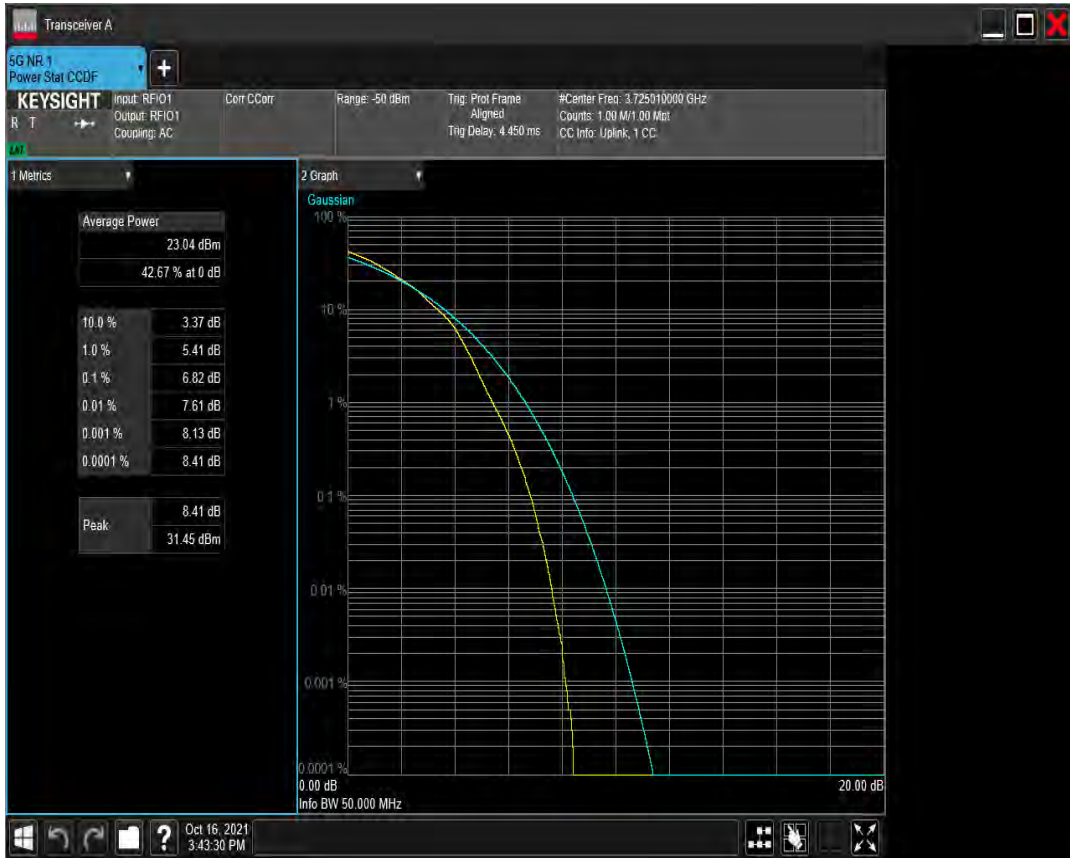 Transceiver A
5G NR 1
Power Stat CCDF
KEYSIGHT
R T
LXI
Input: RFIO1
Output: RFIO1
Coupling: AC
Corr CCorr
Range: -50 dBm
Trig: Prot Frame
Aligned
Trig Delay: 4.450 ms
#Center Freq: 3.725010000 GHz
Counts: 1.00 M/1.00 Mpt
CC Info: Uplink, 1 CC
1 Metrics
Average Power
23.04 dBm
42.67 % at 0 dB
10.0 % 3.37 dB
1.0 % 5.41 dB
0.1 % 6.82 dB
0.01 % 7.61 dB
0.001 % 8.13 dB
0.0001 % 8.41 dB
Peak 8.41 dB
31.45 dBm
2 Graph
Gaussian
100 %
10 %
1 %
0.1 %
0.01 %
0.001 %
0.0001 %
0.00 dB 20.00 dB
Info BW 50.000 MHz
Oct 16, 2021
3:43:30 PM